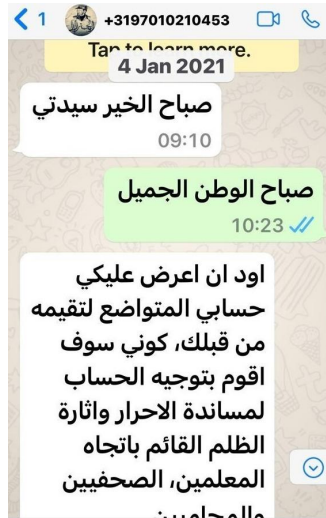 1
+3197010210453
Tap to learn more.
4 Jan 2021
صباح الخير سيدتي
09:10
صباح الوطن الجميل
10:23
اود ان اعرض عليكي
حسابي المتواضع لتقيمه
من قبلك، كوني سوف
اقوم بتوجيه الحساب
لمساندة الاحرار واثارة
الظلم القائم باتجاه
المعلمين، الصحفيين
والمحامين